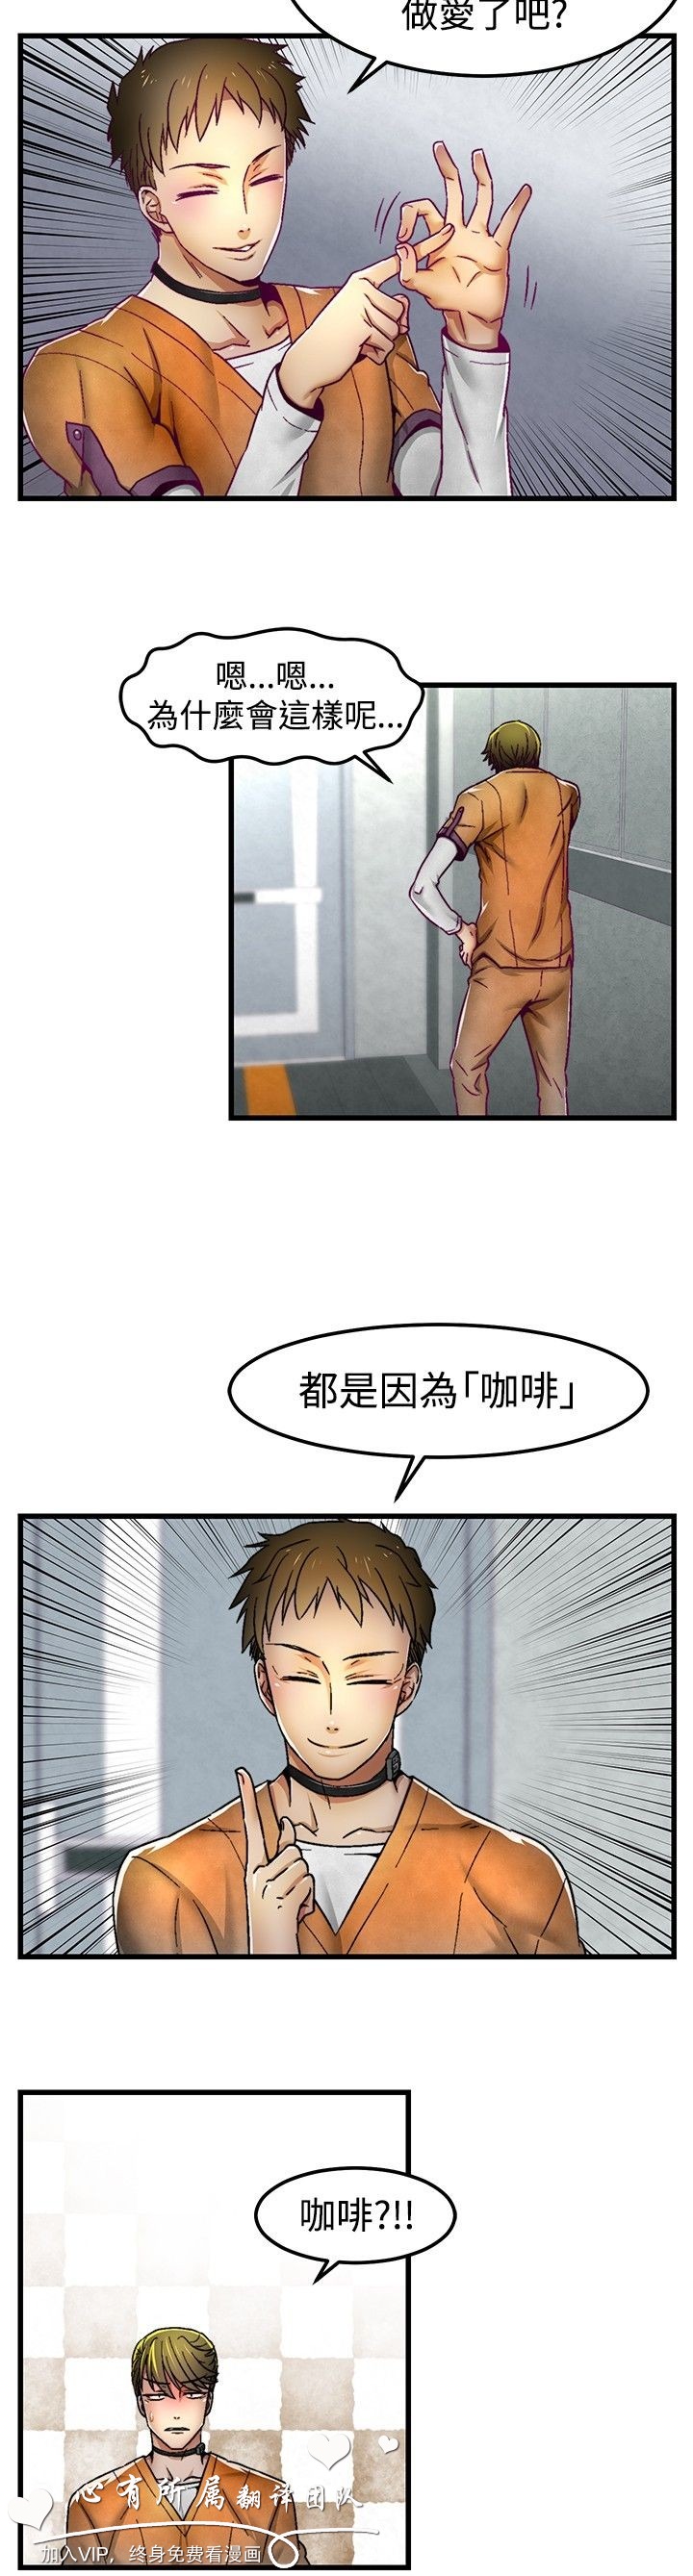 做愛了吧?
嗯...嗯...
為什麼會這樣呢...
都是因為「咖啡」
咖啡?!!
心有所属翻译团队
加入VIP，终身免费看漫画